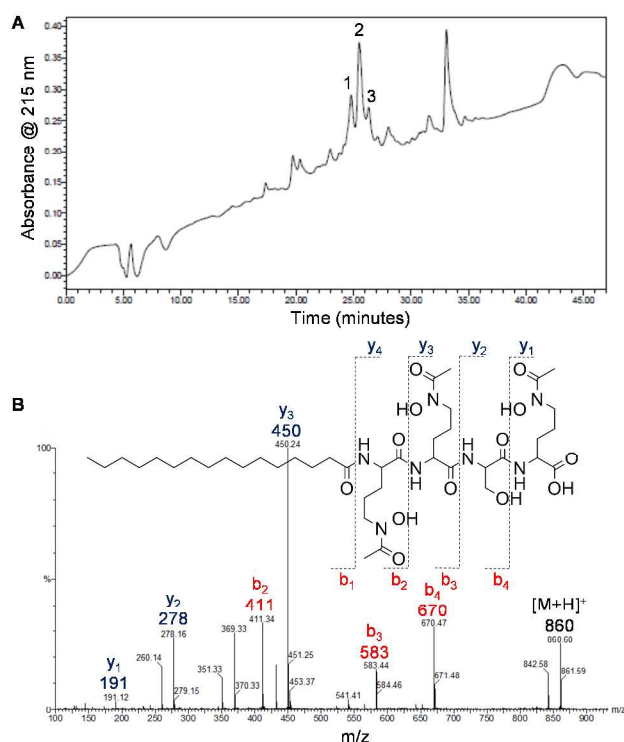 A
Absorbance @ 215 nm
0.40
0.35
0.30
0.25
0.20
0.15
0.10
0.05
0.00
1
2
3
0.00 5.00 10.00 15.00 20.00 25.00 30.00 35.00 40.00 45.00
Time (minutes)
B
y4 y3 y2 y1
O
N
HO
O
N
HO
H
N
O
O
N
H
O
H
N
O
OH
O
N
H
O
OH
N
OH
O
b1 b2 b3 b4
100
%
0
y1
191
191.12
260.14
y2
278
278.16
279.15
351.33
369.33
370.33
b2
411
411.34
y3
450
450.24
451.25
453.37
541.41
b3
583
583.44
584.46
b4
670
670.47
671.48
842.58
[M+H]+
860
860.60
861.59
100 150 200 250 300 350 400 450 500 550 600 650 700 750 800 850 900 m/z
m/z